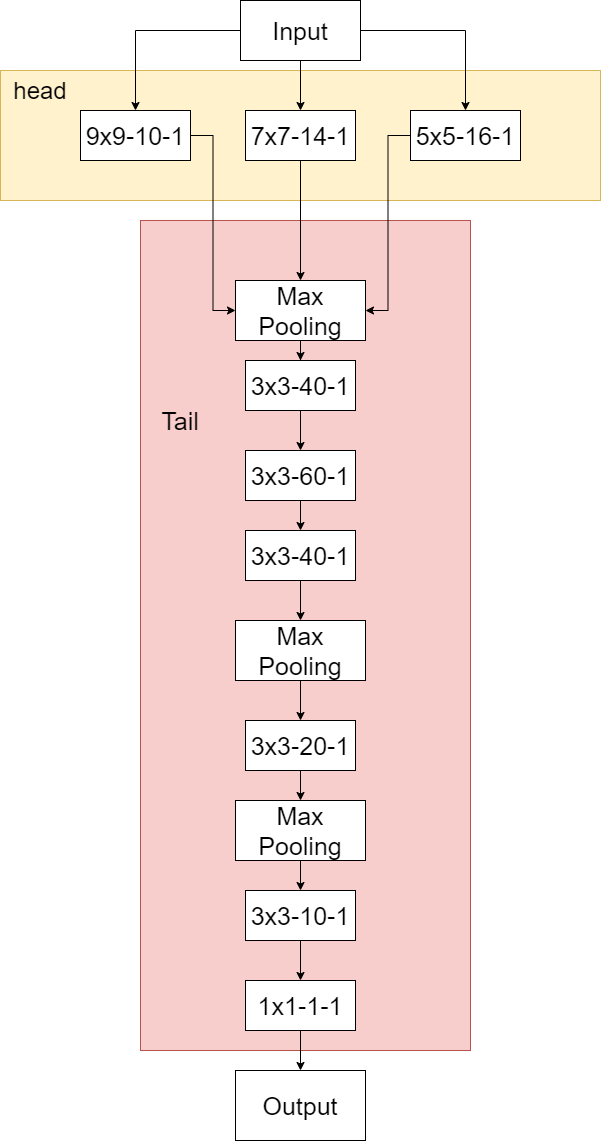 Input
head
9x9-10-1
7x7-14-1
5x5-16-1
Max
Pooling
3x3-40-1
Tail
3x3-60-1
3x3-40-1
Max
Pooling
3x3-20-1
Max
Pooling
3x3-10-1
1x1-1-1
Output